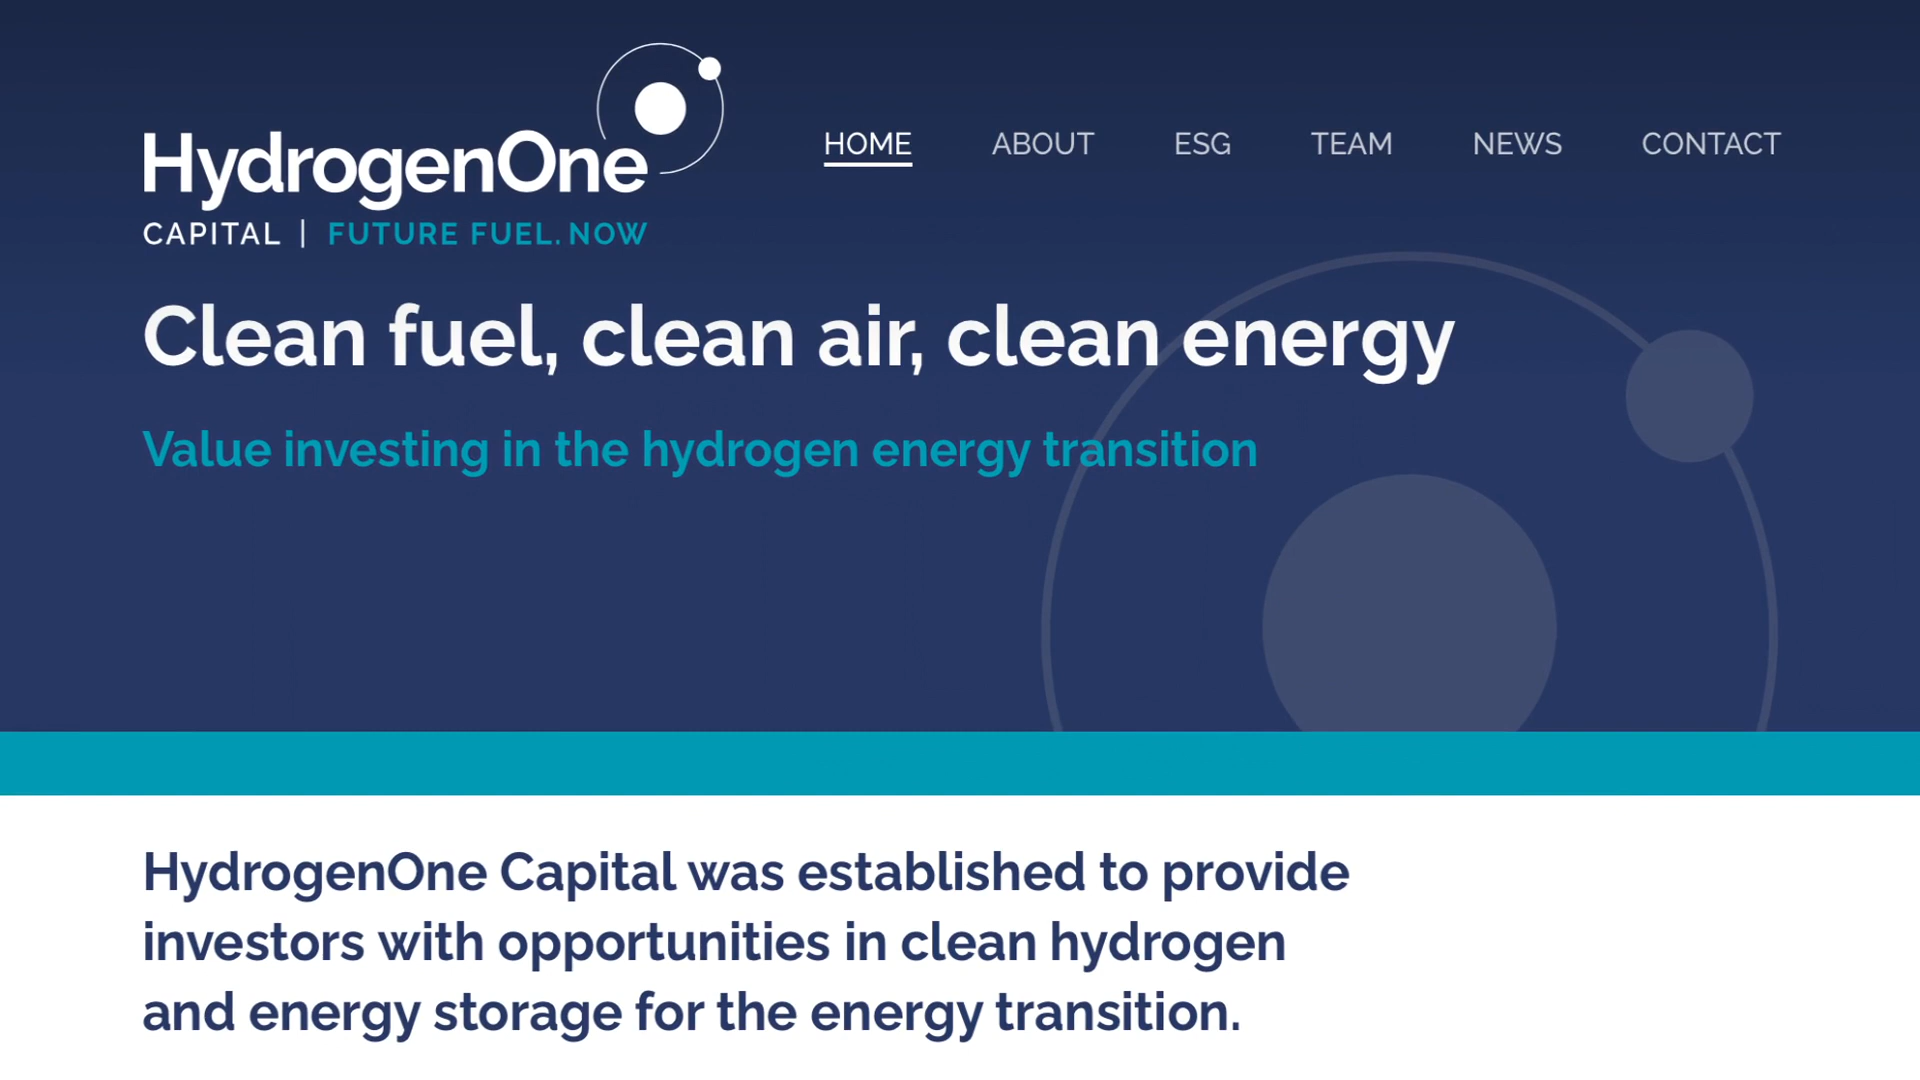 HydrogenOne
CAPITAL | FUTURE FUEL. NOW
HOME ABOUT ESG TEAM NEWS CONTACT
Clean fuel, clean air, clean energy
Value investing in the hydrogen energy transition
HydrogenOne Capital was established to provide
investors with opportunities in clean hydrogen
and energy storage for the energy transition.